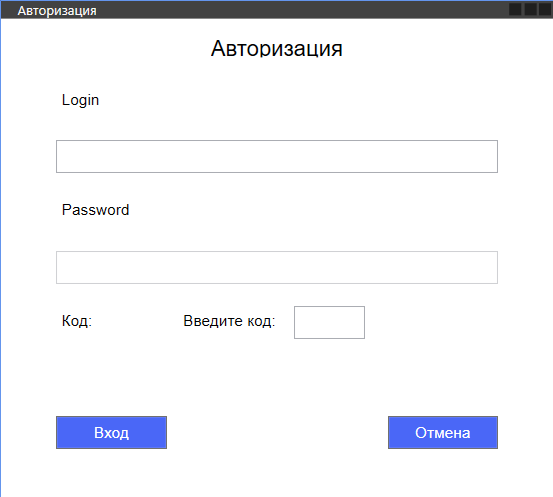 Авторизация
Авторизация
Login
Password
Код: Введите код:
Вход Отмена